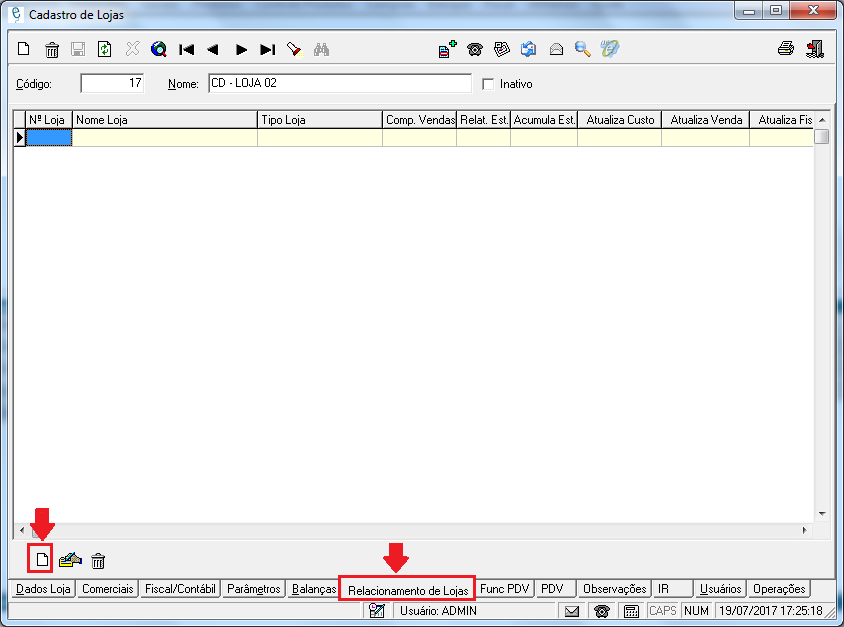 Cadastro de Lojas
Código: 17 Nome: CD - LOJA 02 Inativo
Nº Loja Nome Loja Tipo Loja Comp. Vendas Relat. Est. Acumula Est. Atualiza Custo Atualiza Venda Atualiza Fis
Dados Loja Comerciais Fiscal/Contábil Parâmetros Balanças Relacionamento de Lojas Func PDV PDV Observações IR Usuários Operações
Usuário: ADMIN CAPS NUM 19/07/2017 17:25:18